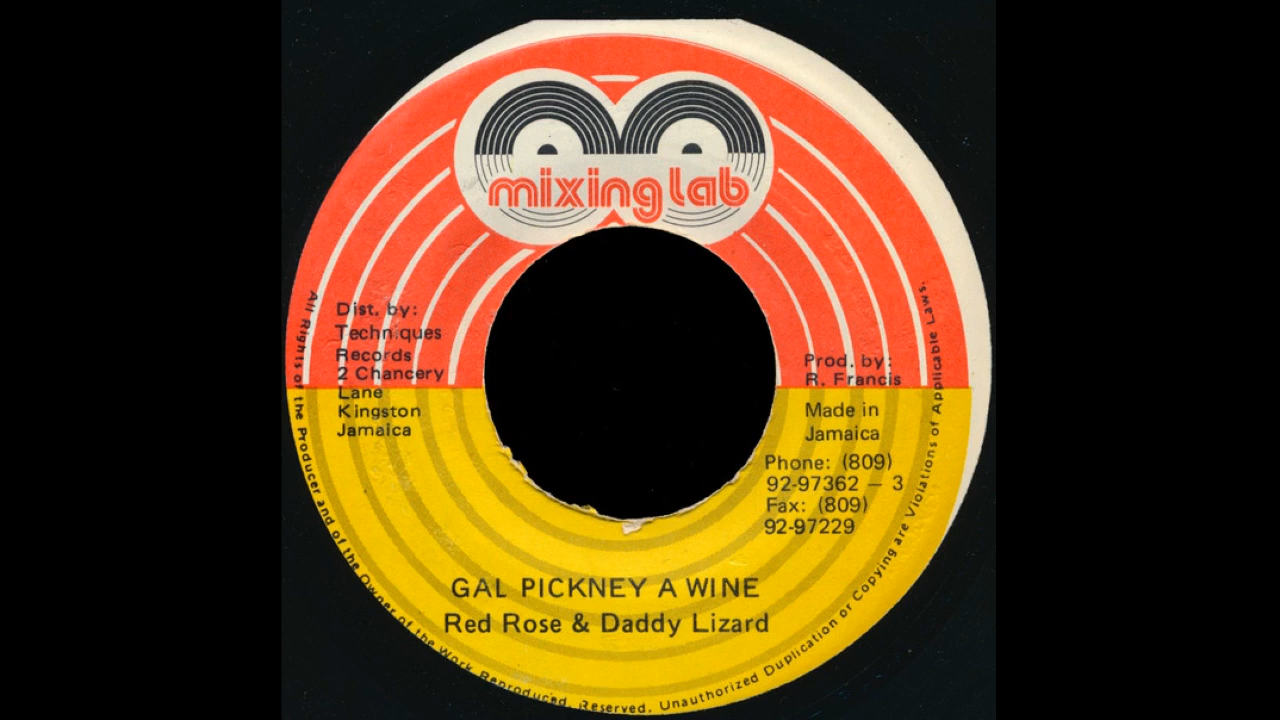 mixing lab
Dist. by:
Techniques
Records
2 Chancery
Lane
Kingston
Jamaica
Prod. by:
R. Francis
Made in
Jamaica
Phone: (809)
92-97362 — 3
Fax: (809)
92-97229
GAL PICKNEY A WINE
Red Rose & Daddy Lizard
All Rights of the Producer and of the Owner of the Work Reproduced, Reserved. Unauthorized Duplication or Copying are Violations of Applicable Laws.